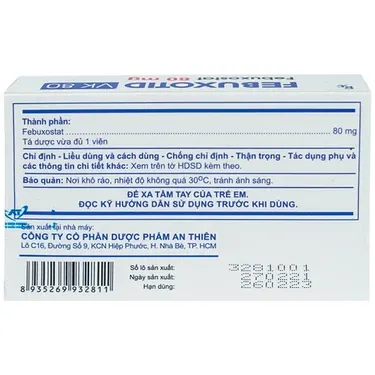 Rx
FEBUXOTID VK 80
Febuxostat 80 mg
Thành phần:
Febuxostat 80 mg
Tá dược vừa đủ 1 viên
Chỉ định - Liều dùng và cách dùng - Chống chỉ định - Thận trọng - Tác dụng phụ và
các thông tin chi tiết khác: Xem trên tờ HDSD kèm theo.
Bảo quản: Nơi khô ráo, nhiệt độ không quá 30°C, tránh ánh sáng.
ĐỂ XA TẦM TAY CỦA TRẺ EM.
ĐỌC KỸ HƯỚNG DẪN SỬ DỤNG TRƯỚC KHI DÙNG.
Sản xuất tại nhà máy:
CÔNG TY CỔ PHẦN DƯỢC PHẨM AN THIÊN
Lô C16, Đường Số 9, KCN Hiệp Phước, H. Nhà Bè, TP. HCM
Số lô sản xuất: 3281001
Ngày sản xuất: 270221
Hạn dùng: 260223
8 935269 932811